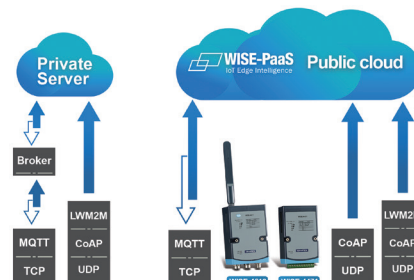 Private
Server
WISE-PaaS
IoT Edge Intelligence
Public cloud
Broker
MQTT
TCP
LWM2M
CoAP
UDP
MQTT
TCP
CoAP
UDP
LWM2M
CoAP
UDP